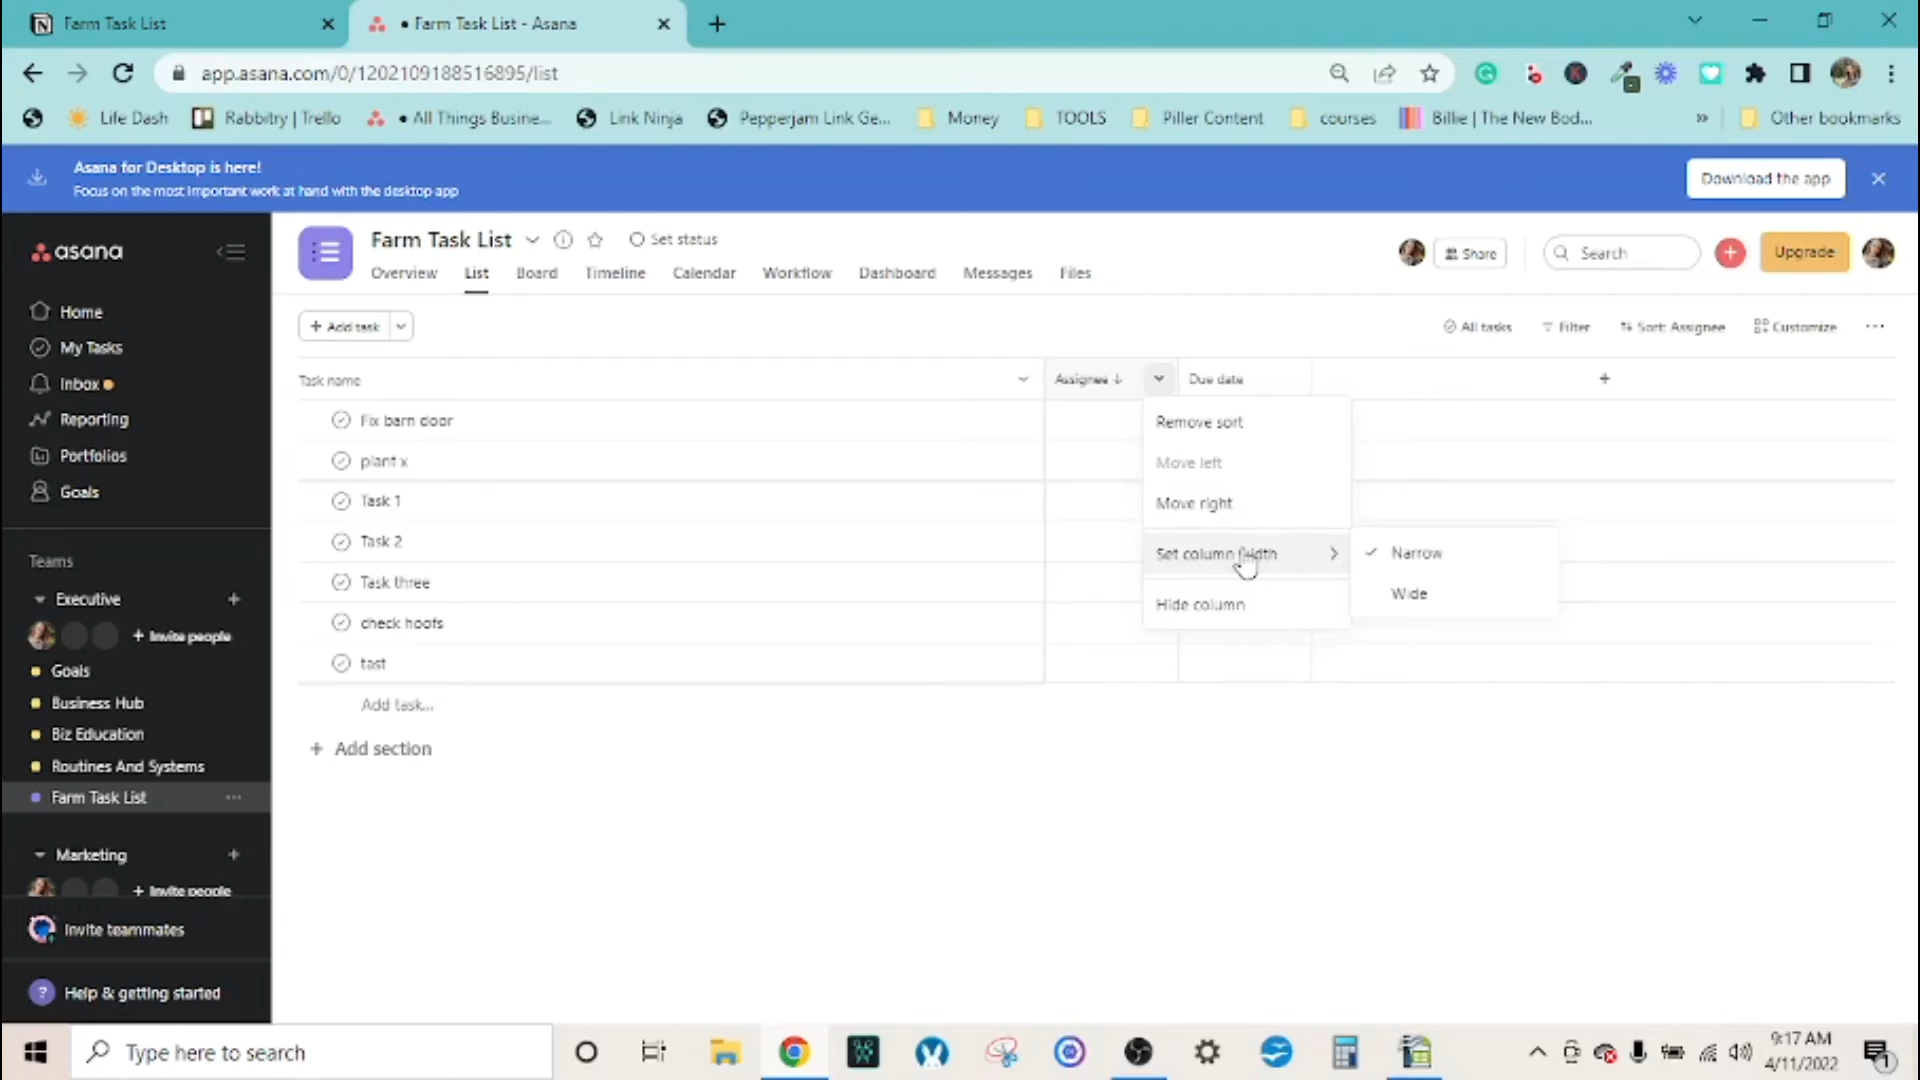 Farm Task List
• Farm Task List - Asana
app.asana.com/0/1202109188516895/list
Life Dash
Rabbitry | Trello
• All Things Busine...
Link Ninja
Pepperjam Link Ge...
Money
TOOLS
Piller Content
courses
Billie | The New Bod...
»
Other bookmarks
Asana for Desktop is here!
Focus on the most important work at hand with the desktop app
Download the app
asana
Farm Task List
Set status
Share
Search
Upgrade
Overview
List
Board
Timeline
Calendar
Workflow
Dashboard
Messages
Files
Home
My Tasks
Inbox
Reporting
Portfolios
Goals
+ Add task
All tasks
Filter
Sort: Assignee
Customize
...
Task name
Assignee ↓
Due date
+
Fix barn door
plant x
Task 1
Task 2
Task three
check hoofs
tast
Add task...
+ Add section
Remove sort
Move left
Move right
Set column width
Hide column
Narrow
Wide
Teams
Executive
+ Invite people
Goals
Business Hub
Biz Education
Routines And Systems
Farm Task List
Marketing
+ Invite people
Invite teammates
? Help & getting started
Type here to search
9:17 AM
4/11/2022
1